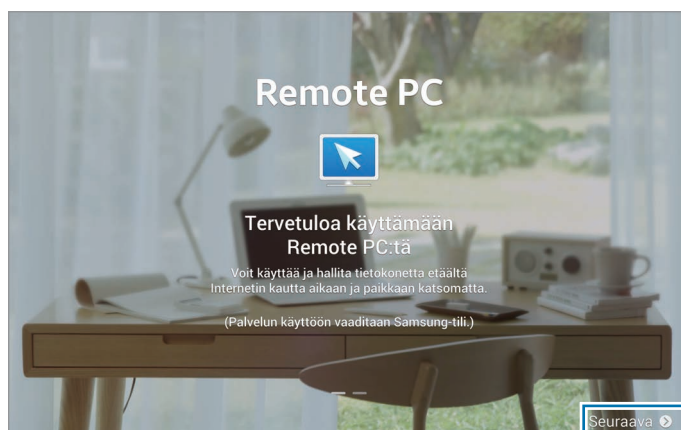 Remote PC
Tervetuloa käyttämään
Remote PC:tä
Voit käyttää ja hallita tietokonetta etäältä
Internetin kautta aikaan ja paikkaan katsomatta.
(Palvelun käyttöön vaaditaan Samsung-tili.)
Seuraava